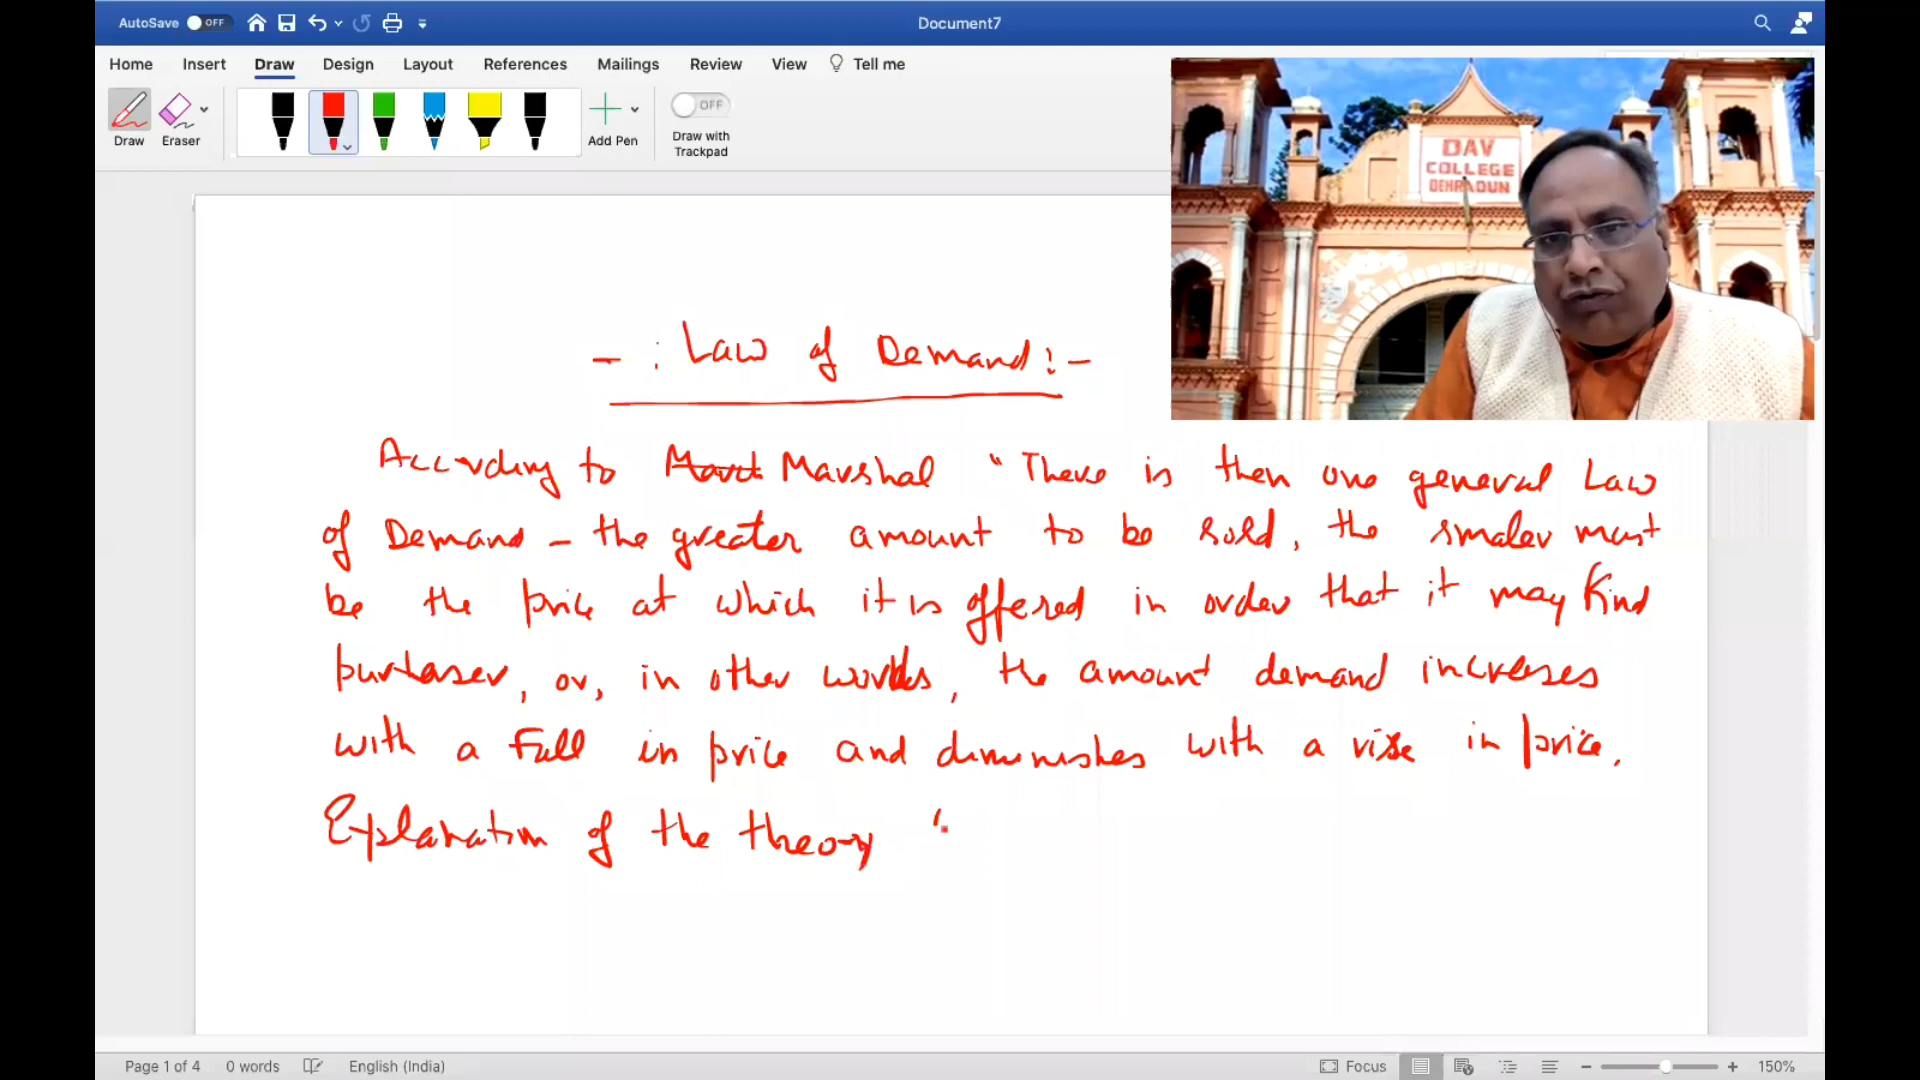 AutoSave OFF Document7
Home Insert Draw Design Layout References Mailings Review View Tell me
OFF
Draw Eraser Add Pen Draw with Trackpad
DAV
COLLEGE
DEHRADUN
- : Law of Demand : -
According to Marshal "There is then one general Law
of Demand - the greater amount to be sold, the smaler must
be the price at which it is offered in order that it may find
purhaser, or, in other words, the amount demand increses
with a fall in price and diminishes with a rise in price.
Explanation of the theory "
Page 1 of 4 0 words English (India) Focus 150%